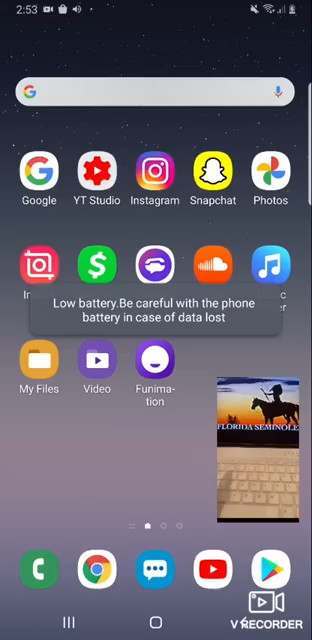 2:53
Google
YT Studio
Instagram
Snapchat
Photos
Low battery.Be careful with the phone
battery in case of data lost
My Files
Video
Funima-
tion
FLORIDA SEMINOLE
V RECORDER